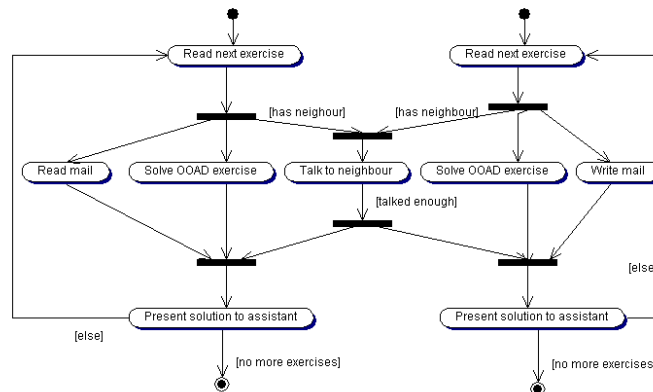 Read next exercise
Read next exercise
[has neighour]
[has neighbour]
Read mail
Solve OOAD exercise
Talk to neighbour
Solve OOAD exercise
Write mail
[talked enough]
[else]
Present solution to assistant
Present solution to assistant
[else]
[no more exercises]
[no more exercises]